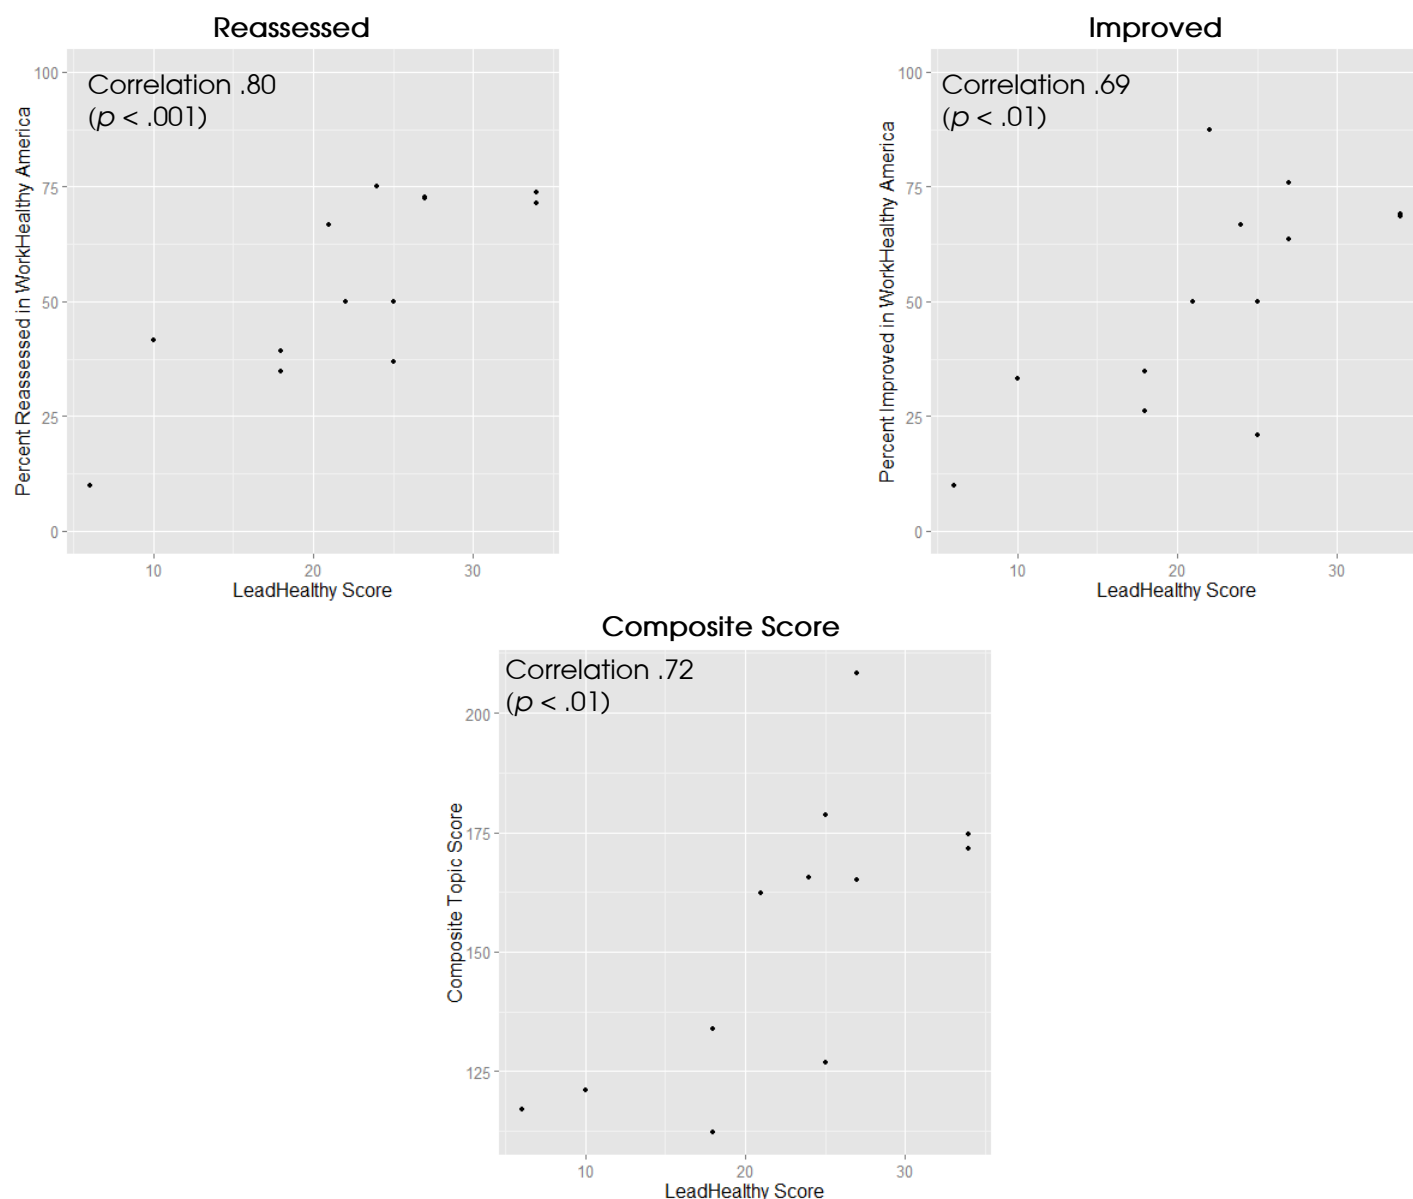 Reassessed
Correlation .80
(p < .001)
Percent Reassessed in WorkHealthy America
100
75
50
25
0
10 20 30
LeadHealthy Score
Improved
Correlation .69
(p < .01)
Percent Improved in WorkHealthy America
100
75
50
25
0
10 20 30
LeadHealthy Score
Composite Score
Correlation .72
(p < .01)
Composite Topic Score
200
175
150
125
10 20 30
LeadHealthy Score